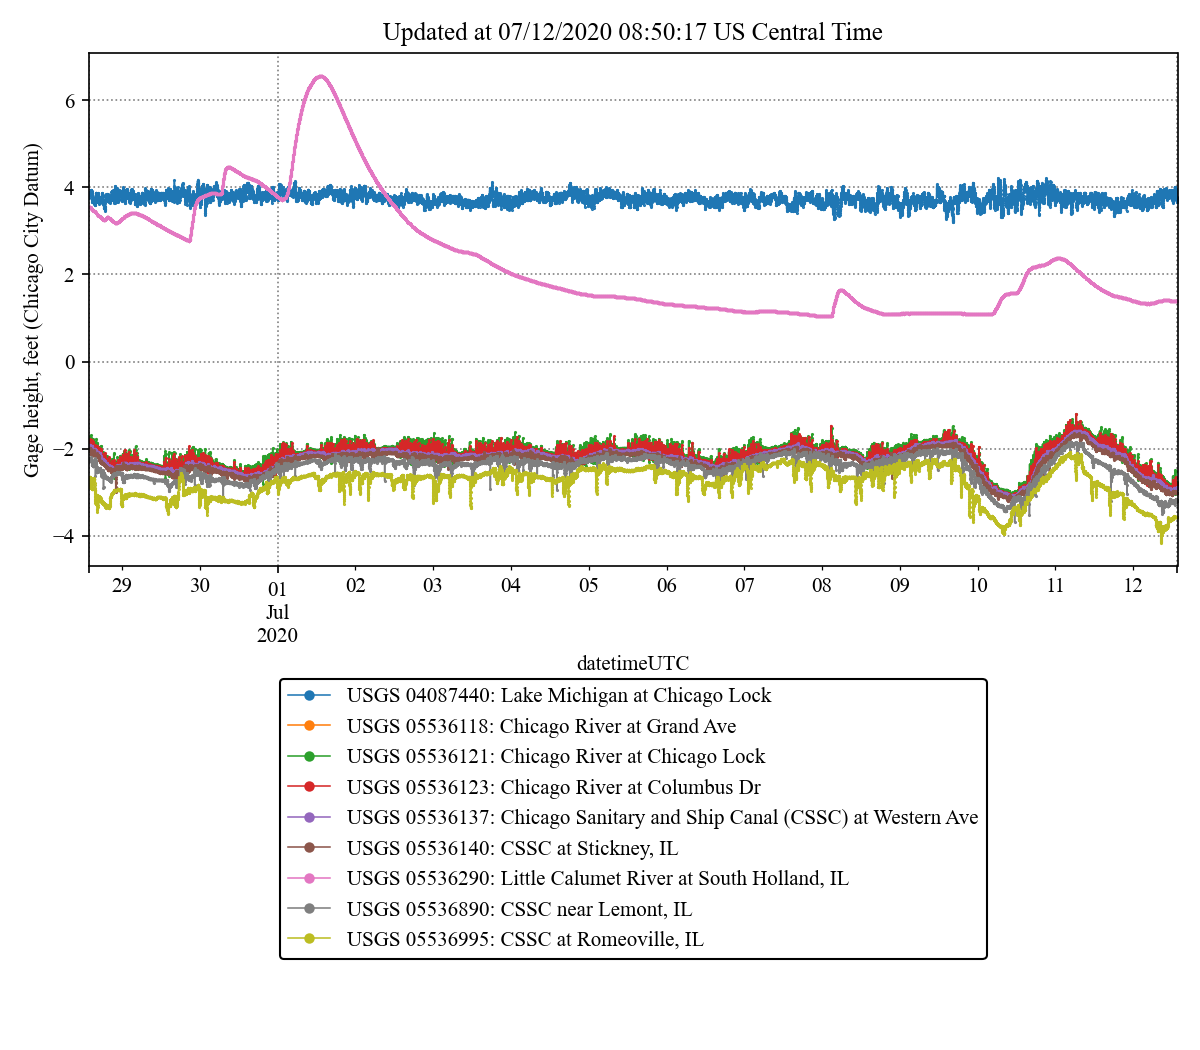 Updated at 07/12/2020 08:50:17 US Central Time
Gage height, feet (Chicago City Datum)
6
4
2
0
−2
−4
29 30 01 02 03 04 05 06 07 08 09 10 11 12
Jul
2020
datetimeUTC
USGS 04087440: Lake Michigan at Chicago Lock
USGS 05536118: Chicago River at Grand Ave
USGS 05536121: Chicago River at Chicago Lock
USGS 05536123: Chicago River at Columbus Dr
USGS 05536137: Chicago Sanitary and Ship Canal (CSSC) at Western Ave
USGS 05536140: CSSC at Stickney, IL
USGS 05536290: Little Calumet River at South Holland, IL
USGS 05536890: CSSC near Lemont, IL
USGS 05536995: CSSC at Romeoville, IL